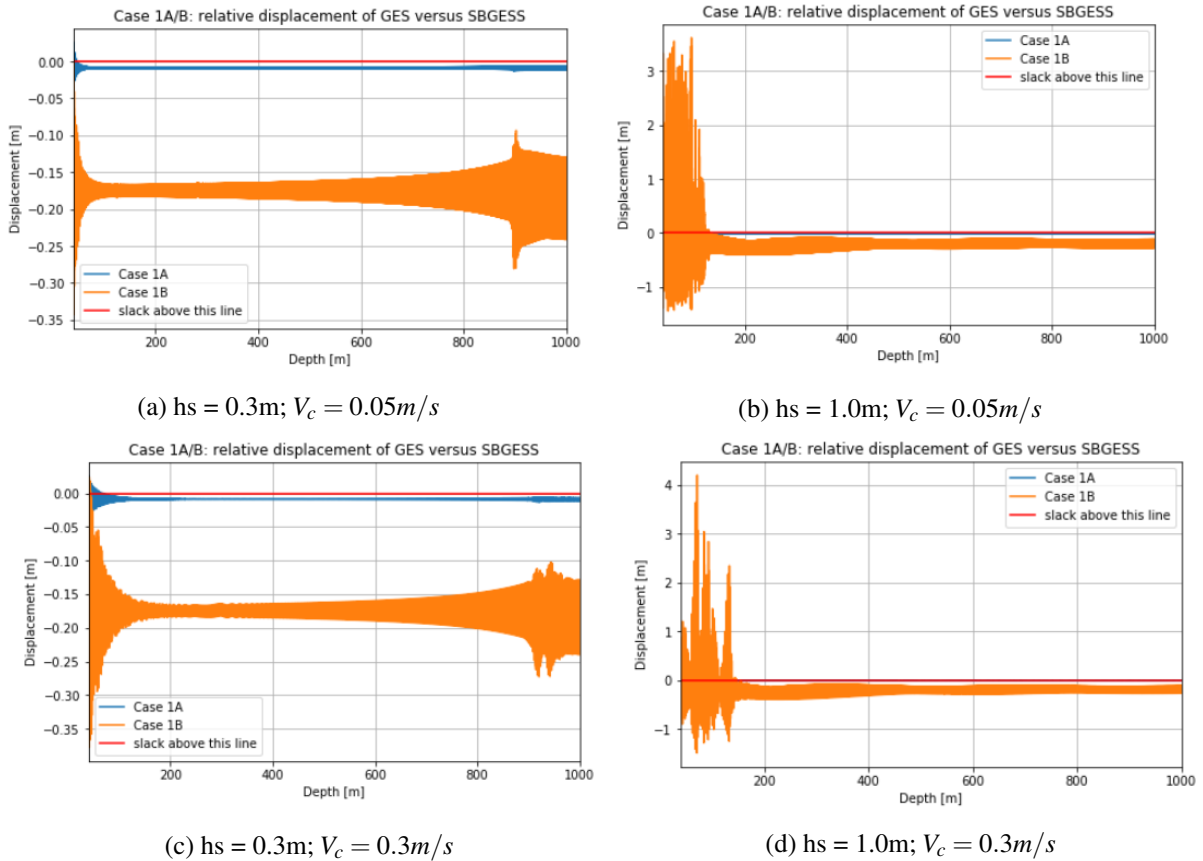 Case 1A/B: relative displacement of GES versus SBGESS
0.00
−0.05
−0.10
−0.15
−0.20
−0.25
−0.30
−0.35
Displacement [m]
Case 1A
Case 1B
slack above this line
200 400 600 800 1000
Depth [m]
(a) hs = 0.3m; V_c = 0.05m/s
Case 1A/B: relative displacement of GES versus SBGESS
3
2
1
0
−1
Displacement [m]
Case 1A
Case 1B
slack above this line
200 400 600 800 1000
Depth [m]
(b) hs = 1.0m; V_c = 0.05m/s
Case 1A/B: relative displacement of GES versus SBGESS
0.00
−0.05
−0.10
−0.15
−0.20
−0.25
−0.30
−0.35
Displacement [m]
Case 1A
Case 1B
slack above this line
200 400 600 800 1000
Depth [m]
(c) hs = 0.3m; V_c = 0.3m/s
Case 1A/B: relative displacement of GES versus SBGESS
4
3
2
1
0
−1
Displacement [m]
Case 1A
Case 1B
slack above this line
200 400 600 800 1000
Depth [m]
(d) hs = 1.0m; V_c = 0.3m/s